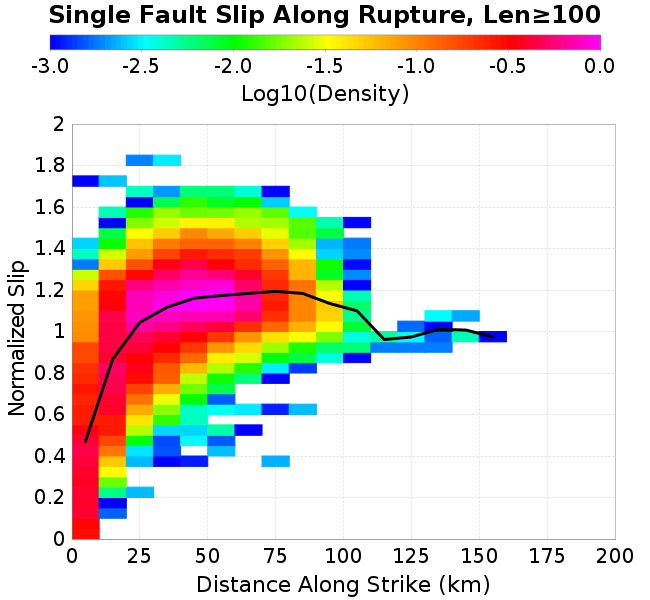 Single Fault Slip Along Rupture, Len≥100
-3.0 -2.5 -2.0 -1.5 -1.0 -0.5 0.0
Log10(Density)
2
1.8
1.6
1.4
1.2
1
0.8
0.6
0.4
0.2
0
Normalized Slip
0 25 50 75 100 125 150 175 200
Distance Along Strike (km)